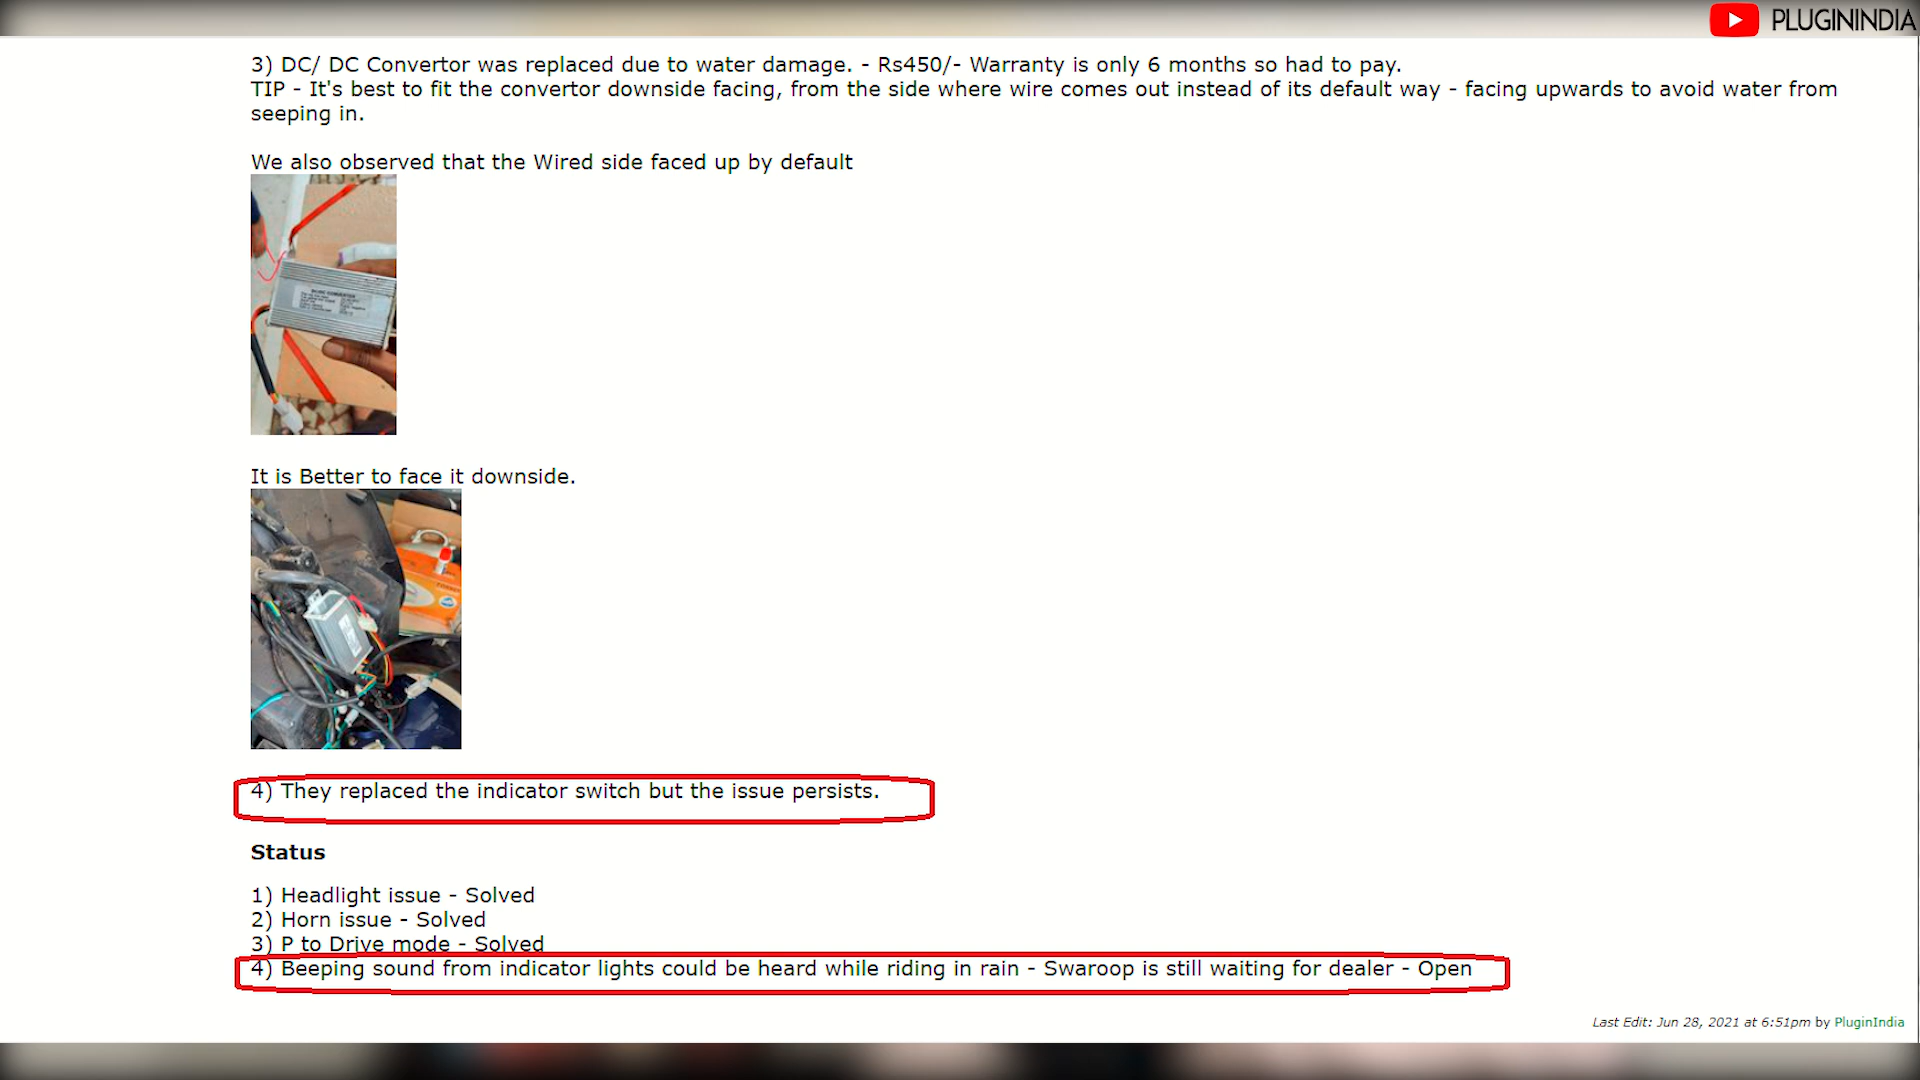 PLUGININDIA
3) DC/ DC Convertor was replaced due to water damage. - Rs450/- Warranty is only 6 months so had to pay.
TIP - It's best to fit the convertor downside facing, from the side where wire comes out instead of its default way - facing upwards to avoid water from
seeping in.
We also observed that the Wired side faced up by default
It is Better to face it downside.
4) They replaced the indicator switch but the issue persists.
Status
1) Headlight issue - Solved
2) Horn issue - Solved
3) P to Drive mode - Solved
4) Beeping sound from indicator lights could be heard while riding in rain - Swaroop is still waiting for dealer - Open
Last Edit: Jun 28, 2021 at 6:51pm by PluginIndia